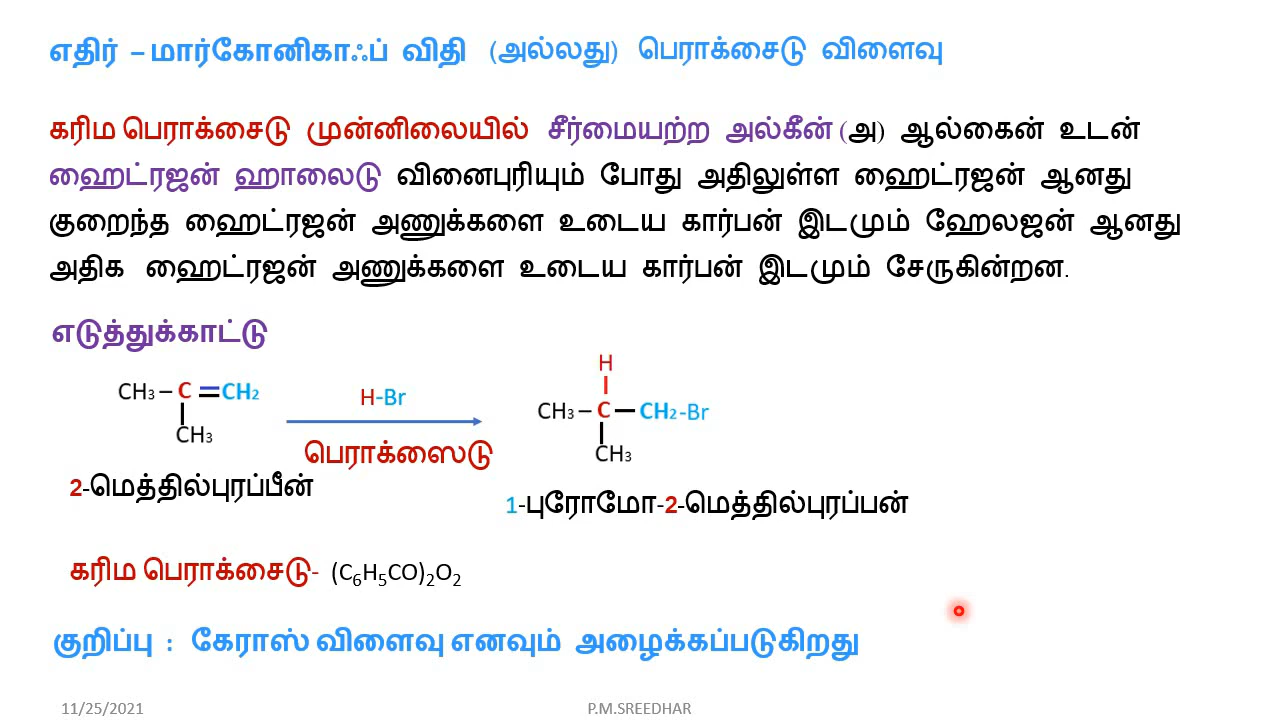 எதிர் – மார்கோனிகாஃப் விதி (அல்லது) பெராக்சைடு விளைவு
கரிம பெராக்சைடு முன்னிலையில் சீர்மையற்ற அல்கீன் (அ) ஆல்கைன் உடன்
ஹைட்ரஜன் ஹாலைடு வினைபுரியும் போது அதிலுள்ள ஹைட்ரஜன் ஆனது
குறைந்த ஹைட்ரஜன் அணுக்களை உடைய கார்பன் இடமும் ஹேலஜன் ஆனது
அதிக ஹைட்ரஜன் அணுக்களை உடைய கார்பன் இடமும் சேருகின்றன.
எடுத்துக்காட்டு
CH₃ – C = CH₂
CH₃
H-Br
பெராக்ஸைடு
H
CH₃ – C – CH₂-Br
CH₃
2-மெத்தில்புரப்பீன்
1-புரோமோ-2-மெத்தில்புரப்பன்
கரிம பெராக்சைடு- (C₆H₅CO)₂O₂
குறிப்பு : கேராஸ் விளைவு எனவும் அழைக்கப்படுகிறது
11/25/2021
P.M.SREEDHAR